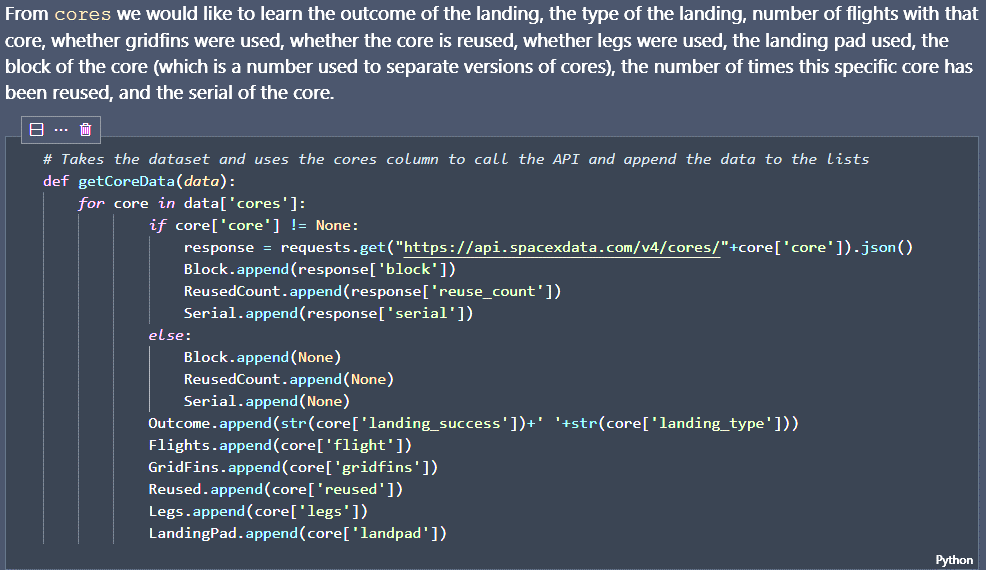 From cores we would like to learn the outcome of the landing, the type of the landing, number of flights with that
core, whether gridfins were used, whether the core is reused, whether legs were used, the landing pad used, the
block of the core (which is a number used to separate versions of cores), the number of times this specific core has
been reused, and the serial of the core.
# Takes the dataset and uses the cores column to call the API and append the data to the lists
def getCoreData(data):
    for core in data['cores']:
            if core['core'] != None:
                response = requests.get("https://api.spacexdata.com/v4/cores/"+core['core']).json()
                Block.append(response['block'])
                ReusedCount.append(response['reuse_count'])
                Serial.append(response['serial'])
            else:
                Block.append(None)
                ReusedCount.append(None)
                Serial.append(None)
            Outcome.append(str(core['landing_success'])+' '+str(core['landing_type']))
            Flights.append(core['flight'])
            GridFins.append(core['gridfins'])
            Reused.append(core['reused'])
            Legs.append(core['legs'])
            LandingPad.append(core['landpad'])
Python